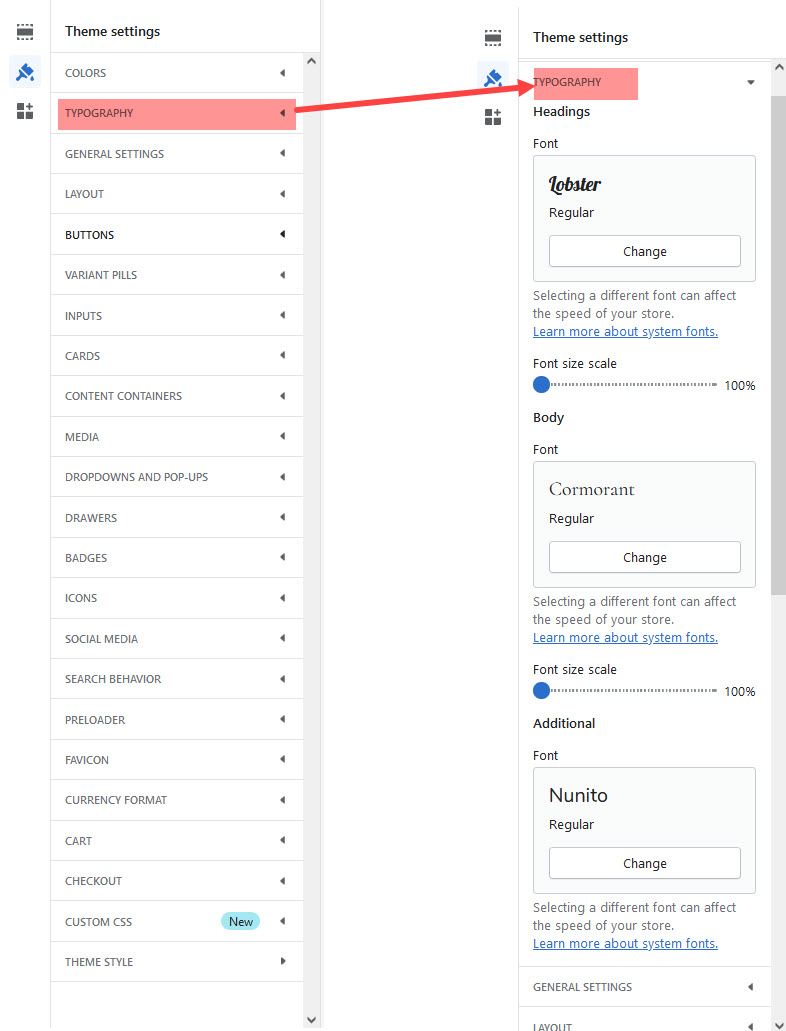 Theme settings
COLORS
TYPOGRAPHY
GENERAL SETTINGS
LAYOUT
BUTTONS
VARIANT PILLS
INPUTS
CARDS
CONTENT CONTAINERS
MEDIA
DROPDOWNS AND POP-UPS
DRAWERS
BADGES
ICONS
SOCIAL MEDIA
SEARCH BEHAVIOR
PRELOADER
FAVICON
CURRENCY FORMAT
CART
CHECKOUT
CUSTOM CSS New
THEME STYLE
Theme settings
TYPOGRAPHY
Headings
Font
Lobster
Regular
Change
Selecting a different font can affect
the speed of your store.
Learn more about system fonts.
Font size scale
100%
Body
Font
Cormorant
Regular
Change
Selecting a different font can affect
the speed of your store.
Learn more about system fonts.
Font size scale
100%
Additional
Font
Nunito
Regular
Change
Selecting a different font can affect
the speed of your store.
Learn more about system fonts.
GENERAL SETTINGS
LAYOUT